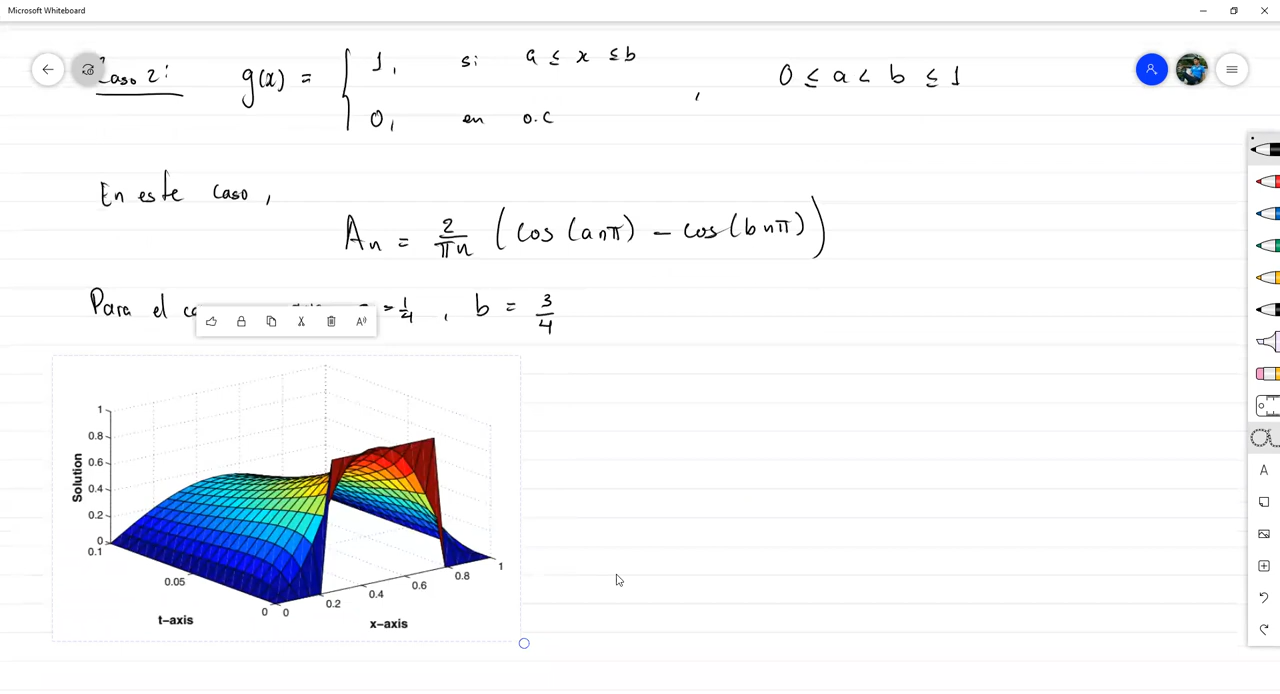 Microsoft Whiteboard
Caso 2: g(x) = { 1, si a ≤ x ≤ b
0, en o.c , 0 ≤ a < b ≤ 1
En este caso,
An = 2/πn (cos(anπ) - cos(bnπ))
Para el = 1/4, b = 3/4
1
0.8
0.6
0.4
0.2
0
Solution
0.1
0.05
0
t-axis
0
0.2
0.4
0.6
0.8
1
x-axis